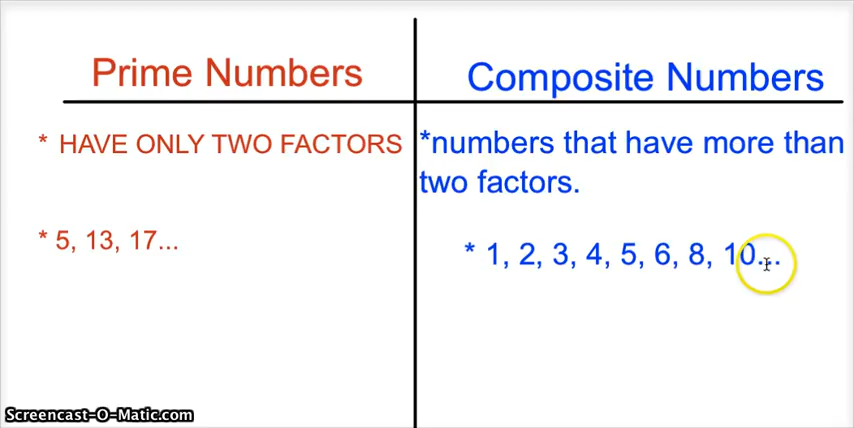 Prime Numbers
Composite Numbers
* HAVE ONLY TWO FACTORS
* 5, 13, 17...
*numbers that have more than
two factors.
* 1, 2, 3, 4, 5, 6, 8, 10...
Screencast-O-Matic.com